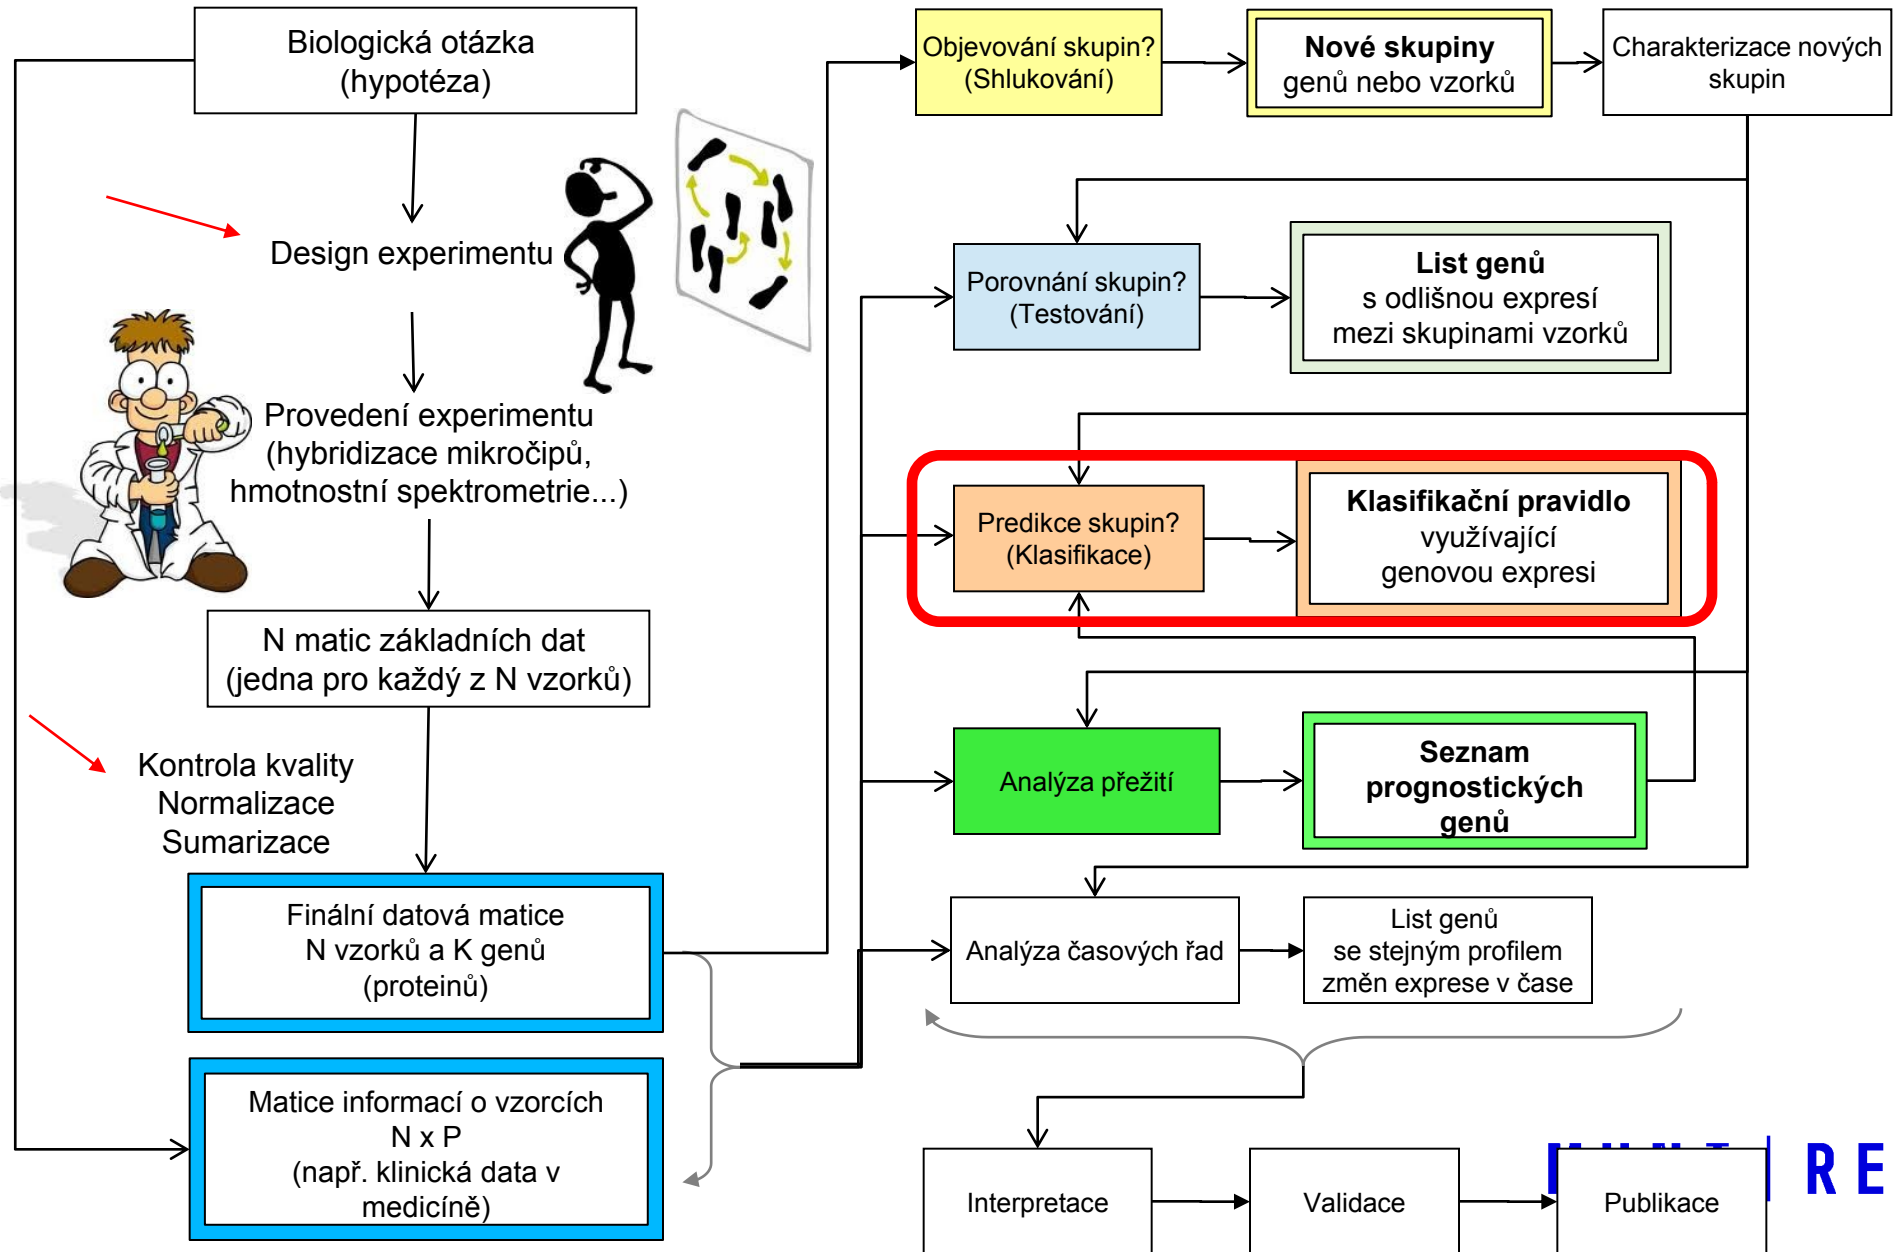 Biologická otázka
(hypotéza)
Design experimentu
Provedení experimentu
(hybridizace mikročipů,
hmotnostní spektrometrie...)
N matic základních dat
(jedna pro každý z N vzorků)
Kontrola kvality
Normalizace
Sumarizace
Finální datová matice
N vzorků a K genů
(proteinů)
Matice informací o vzorcích
N x P
(např. klinická data v
medicíně)
Objevování skupin?
(Shlukování)
Nové skupiny
genů nebo vzorků
Charakterizace nových
skupin
Porovnání skupin?
(Testování)
List genů
s odlišnou expresí
mezi skupinami vzorků
Predikce skupin?
(Klasifikace)
Klasifikační pravidlo
využívající
genovou expresi
Analýza přežití
Seznam
prognostických
genů
Analýza časových řad
List genů
se stejným profilem
změn exprese v čase
Interpretace
Validace
Publikace
RE